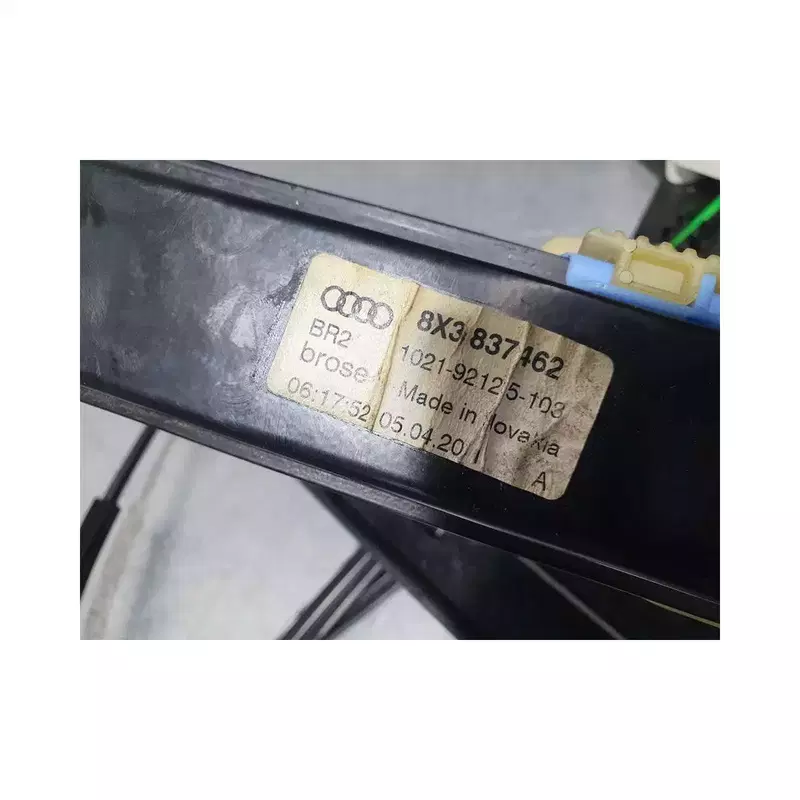 8X3 837462
BR2
1021-92125-103
brose
Made in lovakia
06:17:52 05.04.20
A